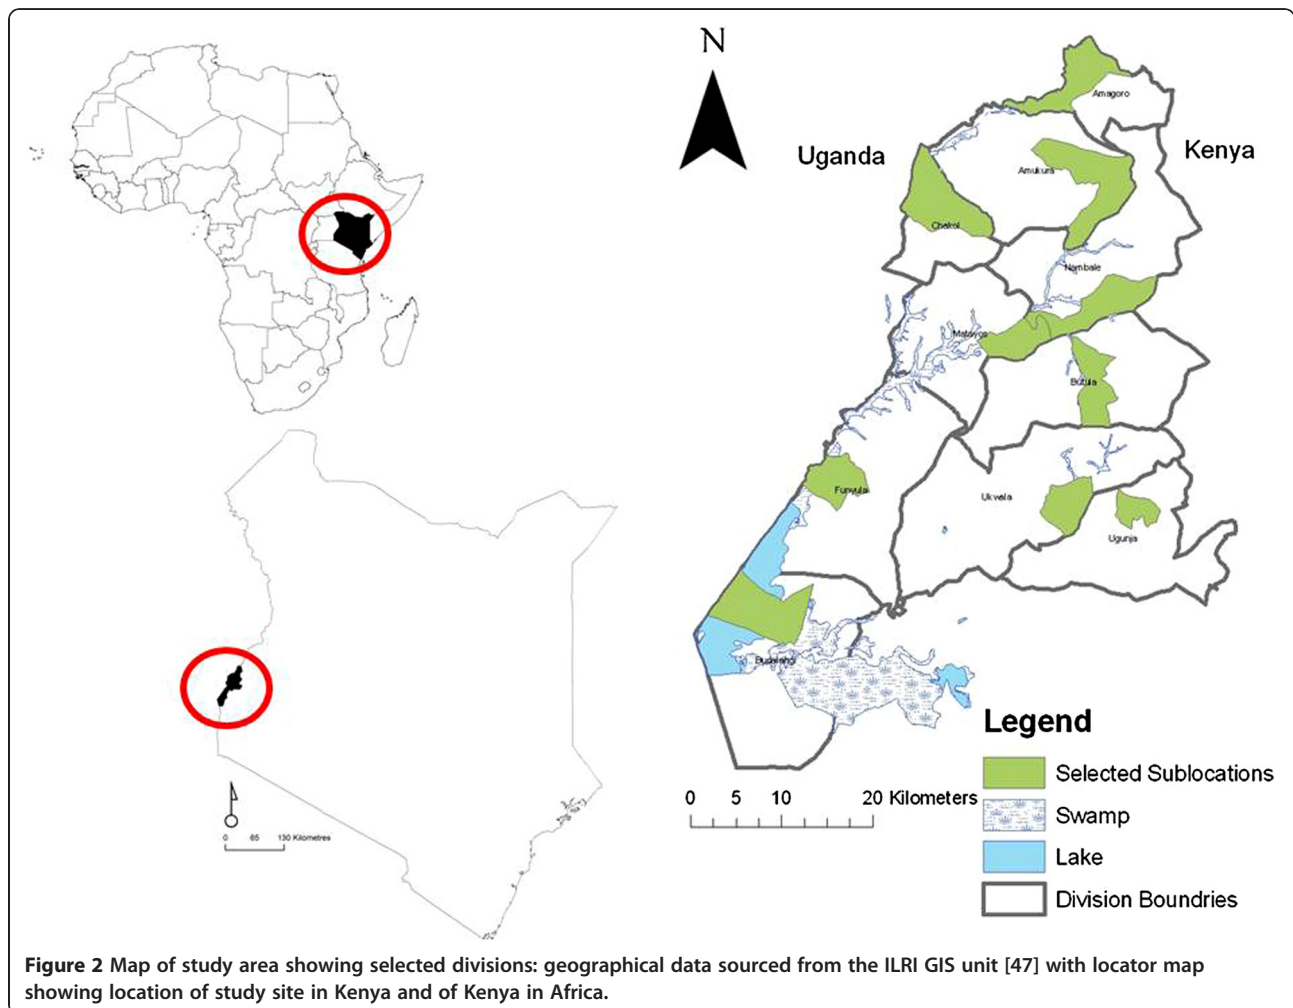 N
Uganda
Kenya
Amagoro
Amukura
Chakol
Nambale
Matayos
Butula
Funyula
Ukwala
Ugunja
Budalangi
0 65 130 Kilometres
0 5 10 20 Kilometers
Legend
Selected Sublocations
Swamp
Lake
Division Boundries
Figure 2 Map of study area showing selected divisions: geographical data sourced from the ILRI GIS unit [47] with locator map
showing location of study site in Kenya and of Kenya in Africa.